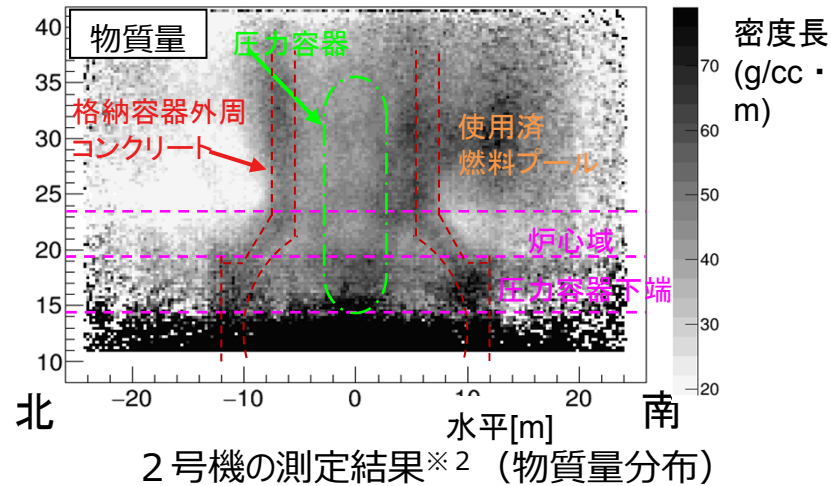 物質量
圧力容器
格納容器外周
コンクリート
使用済
燃料プール
炉心域
圧力容器下端
密度長
(g/cc・
m)
40
35
30
25
20
15
10
70
60
50
40
30
20
−20
−10
0
10
20
北
水平[m]
南
2号機の測定結果※2（物質量分布）